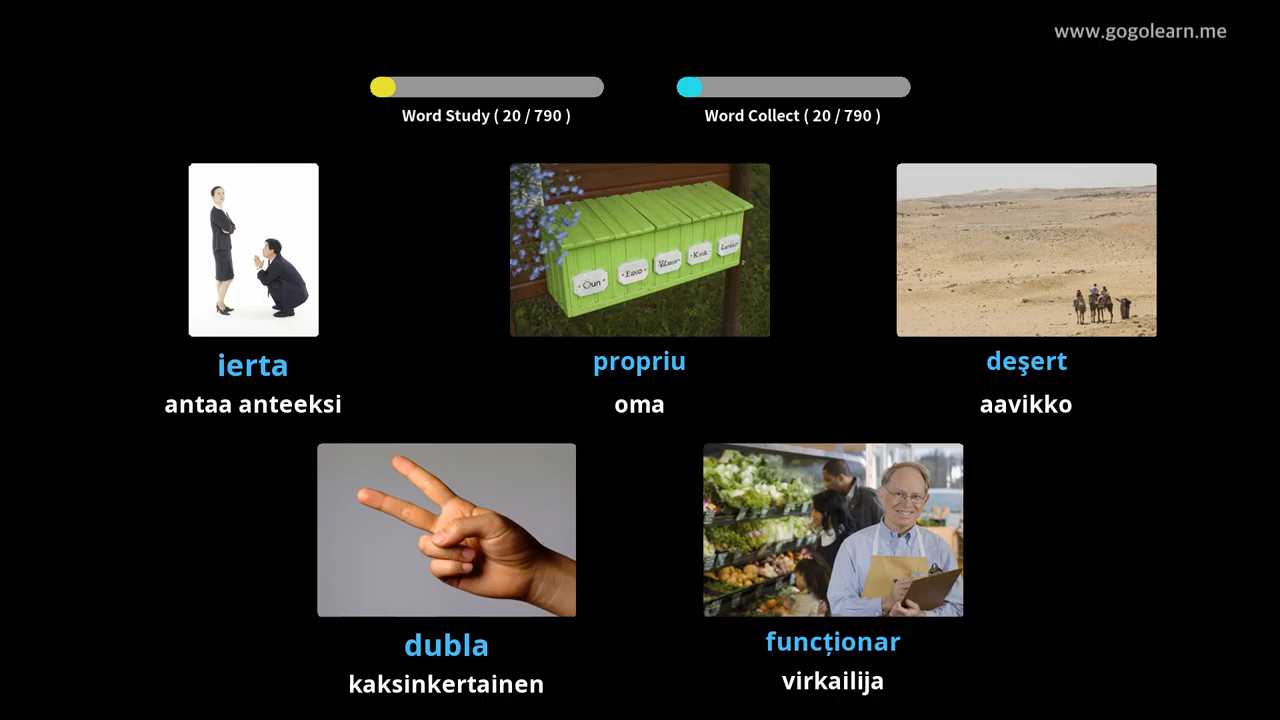 www.gogolearn.me
Word Study ( 20 / 790 )
Word Collect ( 20 / 790 )
ierta
antaa anteeksi
propriu
oma
deşert
aavikko
dubla
kaksinkertainen
funcționar
virkailija